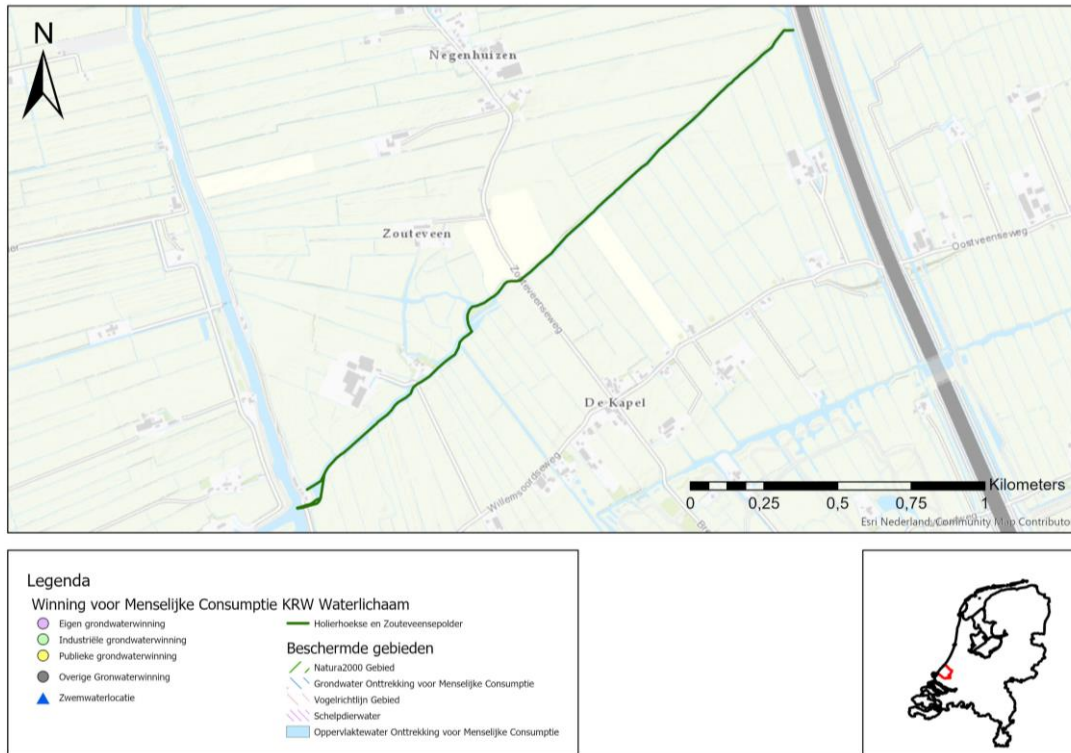 N
Negenhuizen
Zouteveen
Zouteveenseweg
Oostveenseweg
De Kapel
Willemsoordseweg
Kilometers
0 0,25 0,5 0,75 1
Esri Nederland, Community Map Contributor
Legenda
Winning voor Menselijke Consumptie KRW Waterlichaam
Eigen grondwaterwinning
Industriële grondwaterwinning
Publieke grondwaterwinning
Overige Gronwaterwinning
Zwemwaterlocatie
Holierhoekse en Zouteveensepolder
Beschermde gebieden
Natura2000 Gebied
Grondwater Onttrekking voor Menselijke Consumptie
Vogelrichtlijn Gebied
Schelpdierwater
Oppervlaktewater Onttrekking voor Menselijke Consumptie